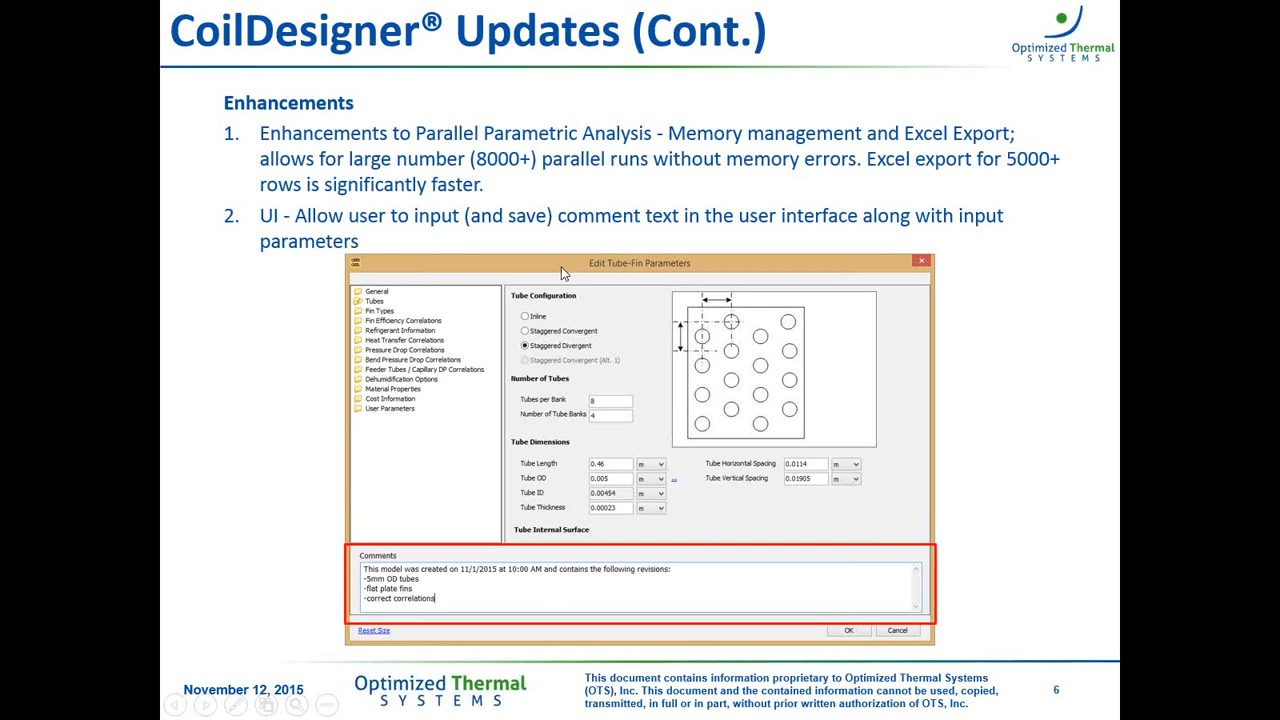 CoilDesigner® Updates (Cont.)
Optimized Thermal
SYSTEMS
Enhancements
1. Enhancements to Parallel Parametric Analysis - Memory management and Excel Export;
allows for large number (8000+) parallel runs without memory errors. Excel export for 5000+
rows is significantly faster.
2. UI - Allow user to input (and save) comment text in the user interface along with input
parameters
Edit Tube-Fin Parameters
General
Tubes
Fin Types
Fin Efficiency Correlations
Refrigerant Information
Heat Transfer Correlations
Pressure Drop Correlations
Bend Pressure Drop Correlations
Feeder Tubes / Capillary DP Correlations
Dehumidification Options
Material Properties
Cost Information
User Parameters
Tube Configuration
Inline
Staggered Convergent
Staggered Divergent
Staggered Convergent (Alt. 1)
Number of Tubes
Tubes per Bank 8
Number of Tube Banks 4
Tube Dimensions
Tube Length 0.46 m
Tube OD 0.005 m ...
Tube ID 0.00454 m
Tube Thickness 0.00023 m
Tube Horizontal Spacing 0.0114 m
Tube Vertical Spacing 0.01905 m
Tube Internal Surface
Comments
This model was created on 11/1/2015 at 10:00 AM and contains the following revisions:
-5mm OD tubes
-flat plate fins
-correct correlations
Reset Size
OK Cancel
November 12, 2015
Optimized Thermal
SYSTEMS
This document contains information proprietary to Optimized Thermal Systems
(OTS), Inc. This document and the contained information cannot be used, copied,
transmitted, in full or in part, without prior written authorization of OTS, Inc.
6